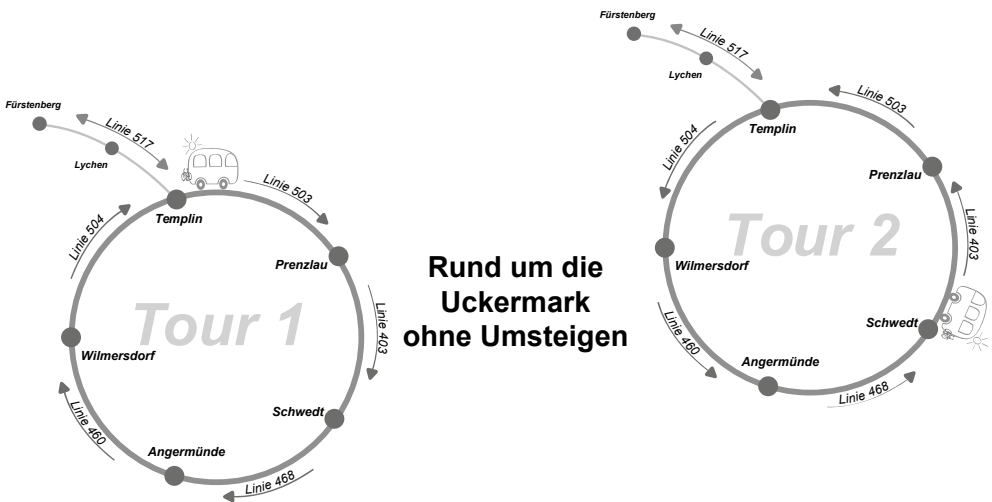 Fürstenberg
Linie 517
Lychen
Templin
Linie 503
Prenzlau
Linie 403
Schwedt
Linie 468
Angermünde
Linie 460
Wilmersdorf
Linie 504
Tour 1
Rund um die
Uckermark
ohne Umsteigen
Fürstenberg
Linie 517
Lychen
Templin
Linie 503
Prenzlau
Linie 403
Schwedt
Linie 468
Angermünde
Linie 460
Wilmersdorf
Linie 504
Tour 2